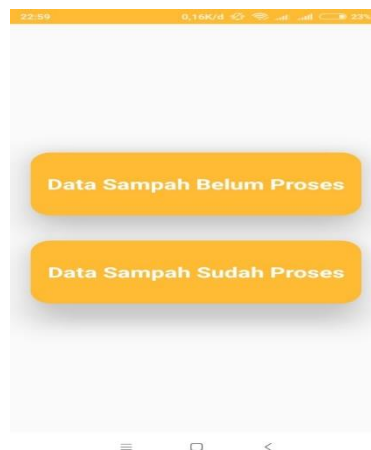 22:59 0,16K/d 23%
Data Sampah Belum Proses
Data Sampah Sudah Proses